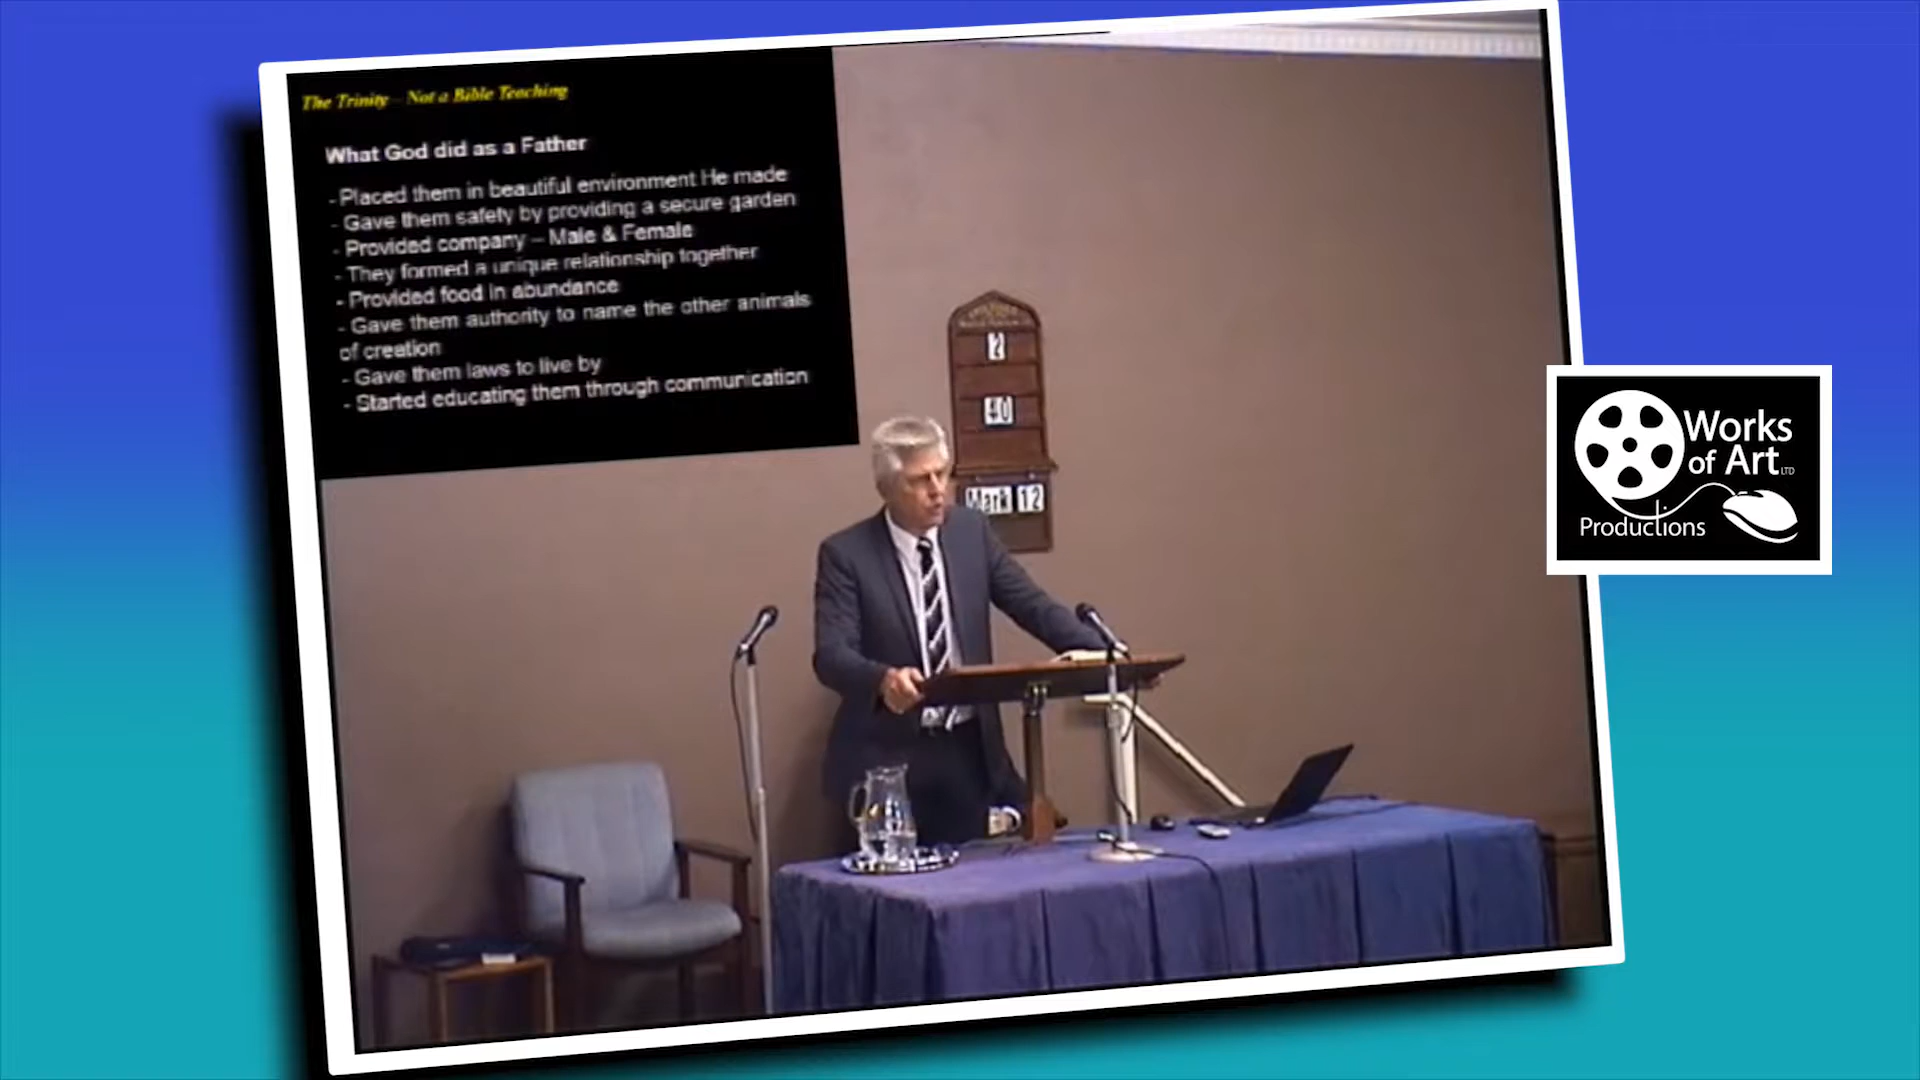 The Trinity – Not a Bible Teaching
What God did as a Father
- Placed them in beautiful environment He made
- Gave them safety by providing a secure garden
- Provided company – Male & Female
- They formed a unique relationship together
- Provided food in abundance
- Gave them authority to name the other animals
of creation
- Gave them laws to live by
- Started educating them through communication
2
40
Mark 12
Works
of Art LTD
Productions